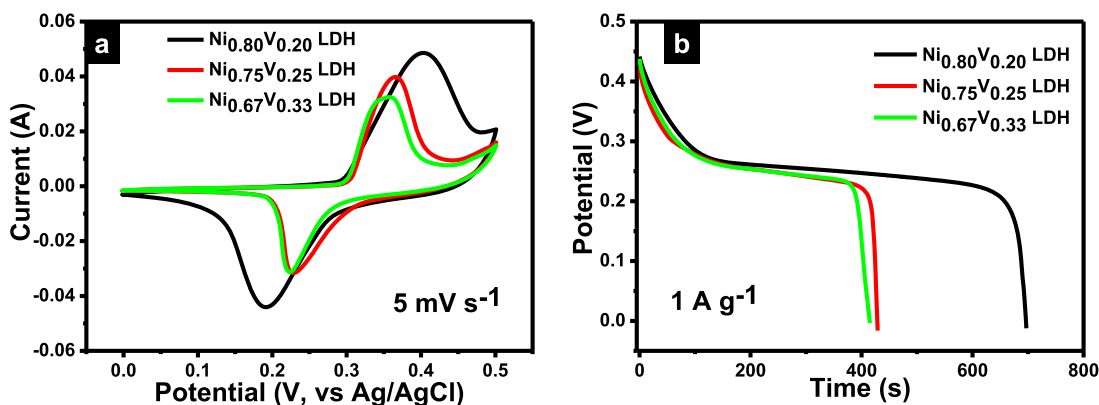 a
Ni0.80V0.20 LDH
Ni0.75V0.25 LDH
Ni0.67V0.33 LDH
0.06
0.04
0.02
0.00
-0.02
-0.04
-0.06
Current (A)
5 mV s-1
0.0 0.1 0.2 0.3 0.4 0.5
Potential (V, vs Ag/AgCl)
b
Ni0.80V0.20 LDH
Ni0.75V0.25 LDH
Ni0.67V0.33 LDH
0.5
0.4
0.3
0.2
0.1
0.0
Potential (V)
1 A g-1
0 200 400 600 800
Time (s)